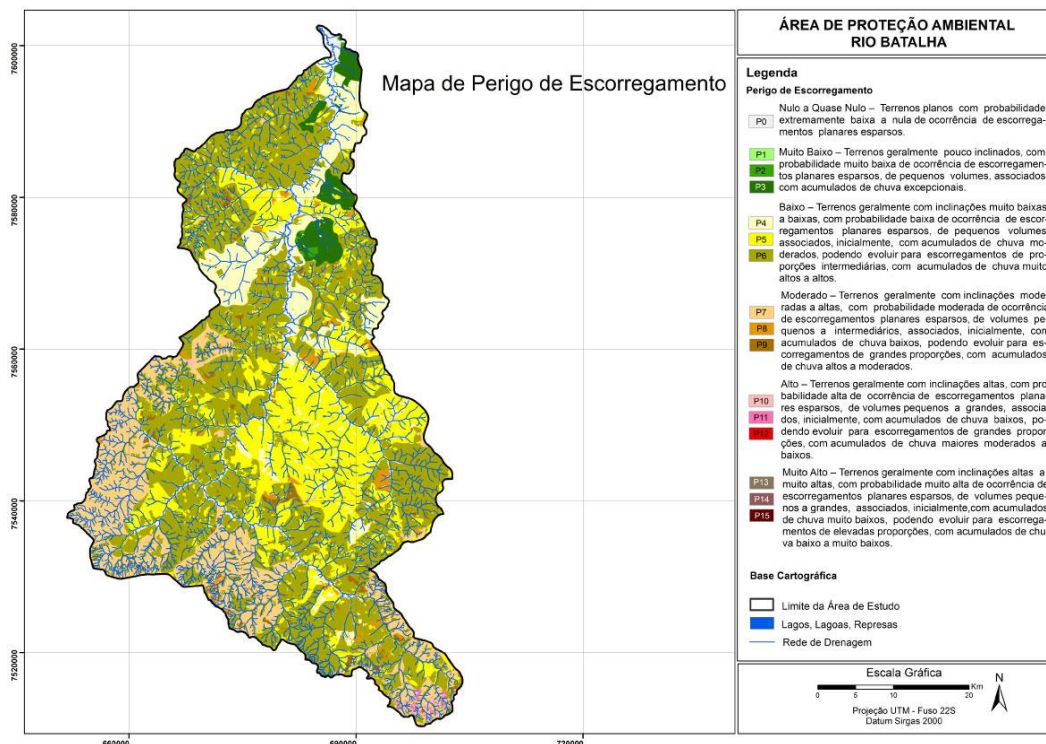 Mapa de Perigo de Escorregamento
7600000
7580000
7560000
7540000
7520000
660000
690000
720000
ÁREA DE PROTEÇÃO AMBIENTAL
RIO BATALHA
Legenda
Perigo de Escorregamento
P0
Nulo a Quase Nulo – Terrenos planos com probabilidade
extremamente baixa a nula de ocorrência de escorrega-
mentos planares esparsos.
P1
P2
P3
Muito Baixo – Terrenos geralmente pouco inclinados, com
probabilidade muito baixa de ocorrência de escorregamen-
tos planares esparsos, de pequenos volumes, associados
com acumulados de chuva excepcionais.
P4
P5
P6
Baixo – Terrenos geralmente com inclinações muito baixas
a baixas, com probabilidade baixa de ocorrência de escor-
regamentos planares esparsos, de pequenos volumes
associados, inicialmente, com acumulados de chuva mo-
derados, podendo evoluir para escorregamentos de pro-
porções intermediárias, com acumulados de chuva muito
altos a altos.
P7
P8
P9
Moderado – Terrenos geralmente com inclinações mode-
radas a altas, com probabilidade moderada de ocorrência
de escorregamentos planares esparsos, de volumes pe-
quenos a intermediários, associados, inicialmente, com
acumulados de chuva baixos, podendo evoluir para es-
corregamentos de grandes proporções, com acumulados
de chuva altos a moderados.
P10
P11
P12
Alto – Terrenos geralmente com inclinações altas, com pro
babilidade alta de ocorrência de escorregamentos plana-
res esparsos, de volumes pequenos a grandes, associa-
dos, inicialmente, com acumulados de chuva baixos, po-
dendo evoluir para escorregamentos de grandes propor
ções, com acumulados de chuva maiores moderados a
baixos.
P13
P14
P15
Muito Alto – Terrenos geralmente com inclinações altas a
muito altas, com probabilidade muito alta de ocorrência de
escorregamentos planares esparsos, de volumes peque-
nos a grandes, associados, inicialmente,com acumulados
de chuva muito baixos, podendo evoluir para escorrega-
mentos de elevadas proporções, com acumulados de chu
va baixo a muito baixos.
Base Cartográfica
Limite da Área de Estudo
Lagos, Lagoas, Represas
Rede de Drenagem
Escala Gráfica
Km
0 5 10 20
N
Projeção UTM - Fuso 22S
Datum Sirgas 2000